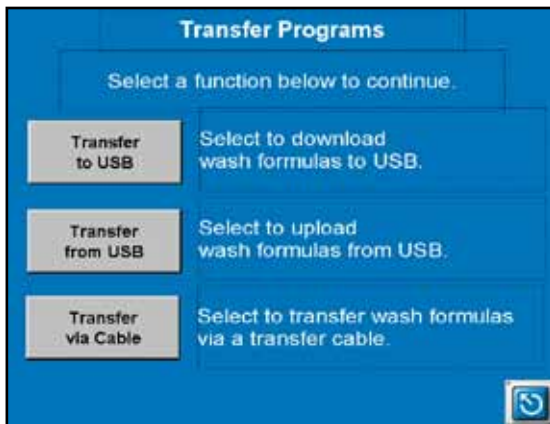 Transfer Programs
Select a function below to continue.
Transfer
to USB
Select to download
wash formulas to USB.
Transfer
from USB
Select to upload
wash formulas from USB.
Transfer
via Cable
Select to transfer wash formulas
via a transfer cable.